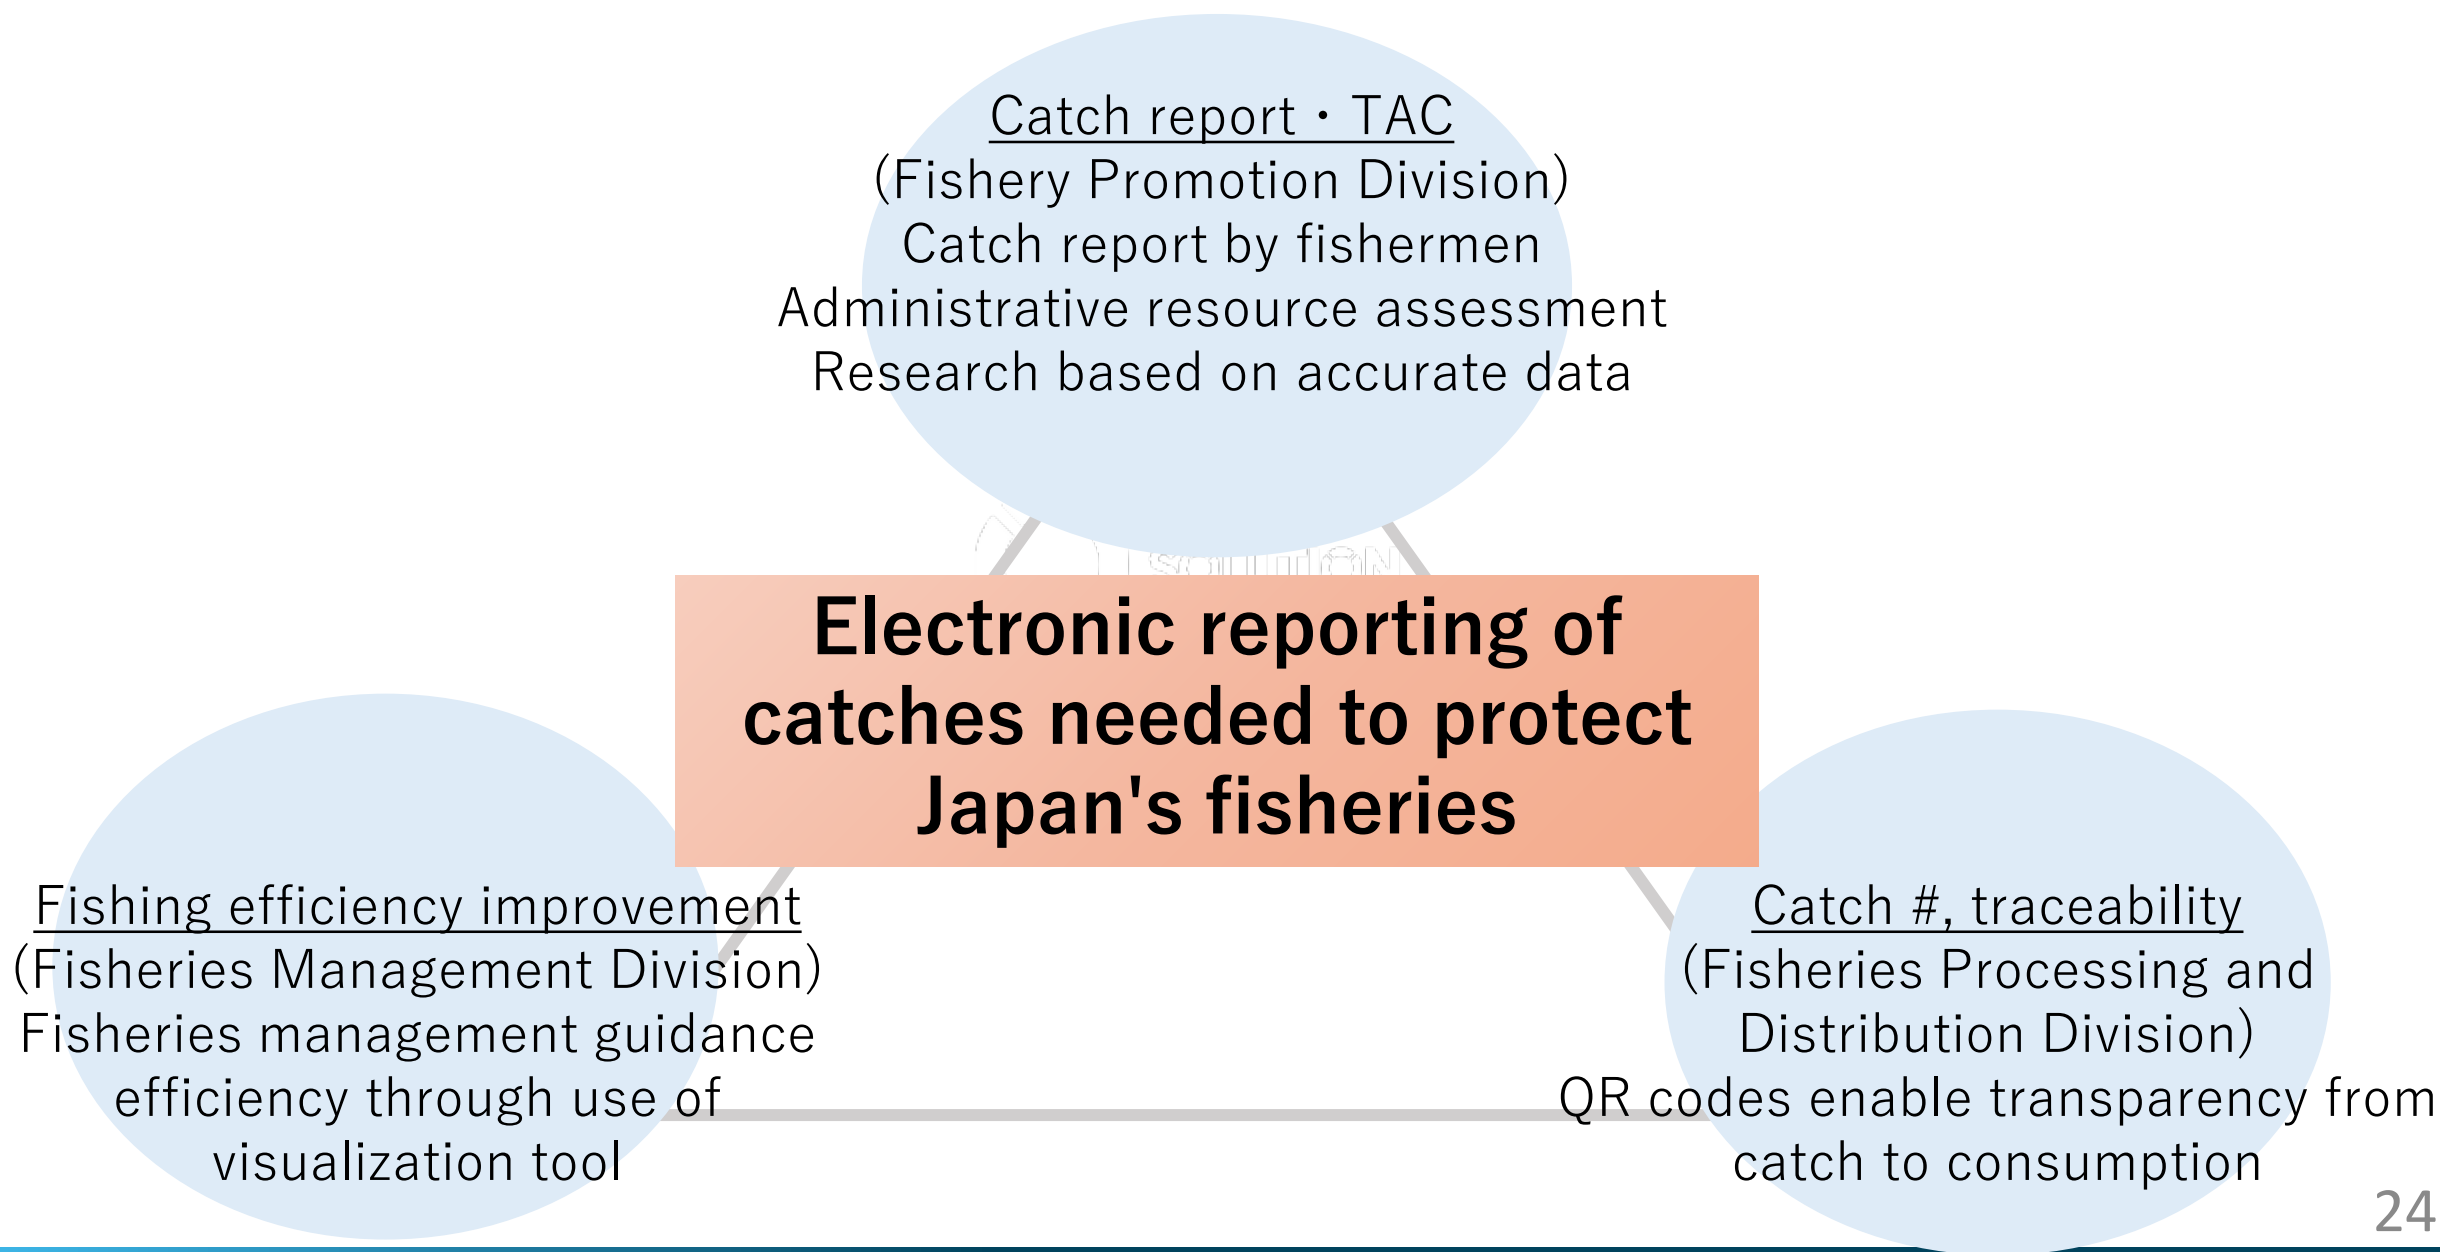 Catch report・TAC
(Fishery Promotion Division)
Catch report by fishermen
Administrative resource assessment
Research based on accurate data
SOLUTION
Electronic reporting of
catches needed to protect
Japan's fisheries
Fishing efficiency improvement
(Fisheries Management Division)
Fisheries management guidance
efficiency through use of
visualization tool
Catch #, traceability
(Fisheries Processing and
Distribution Division)
QR codes enable transparency from
catch to consumption
24